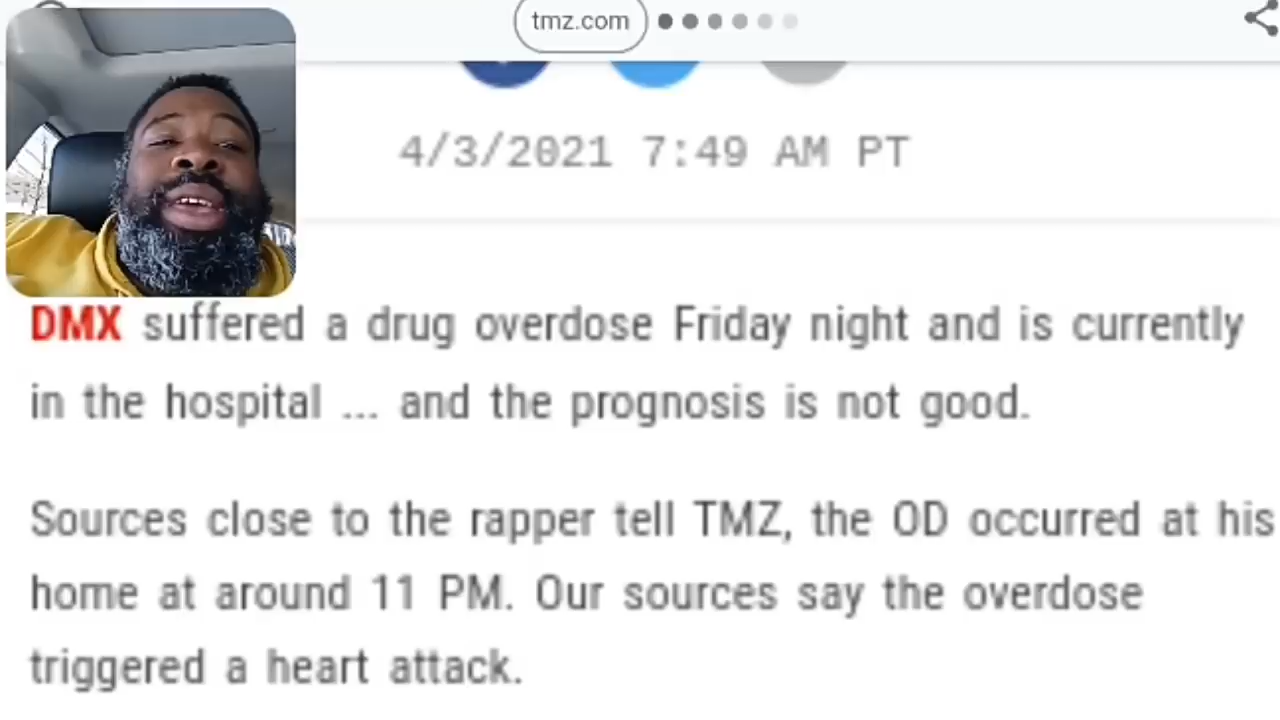 tmz.com
4/3/2021 7:49 AM PT
DMX suffered a drug overdose Friday night and is currently
in the hospital ... and the prognosis is not good.
Sources close to the rapper tell TMZ, the OD occurred at his
home at around 11 PM. Our sources say the overdose
triggered a heart attack.